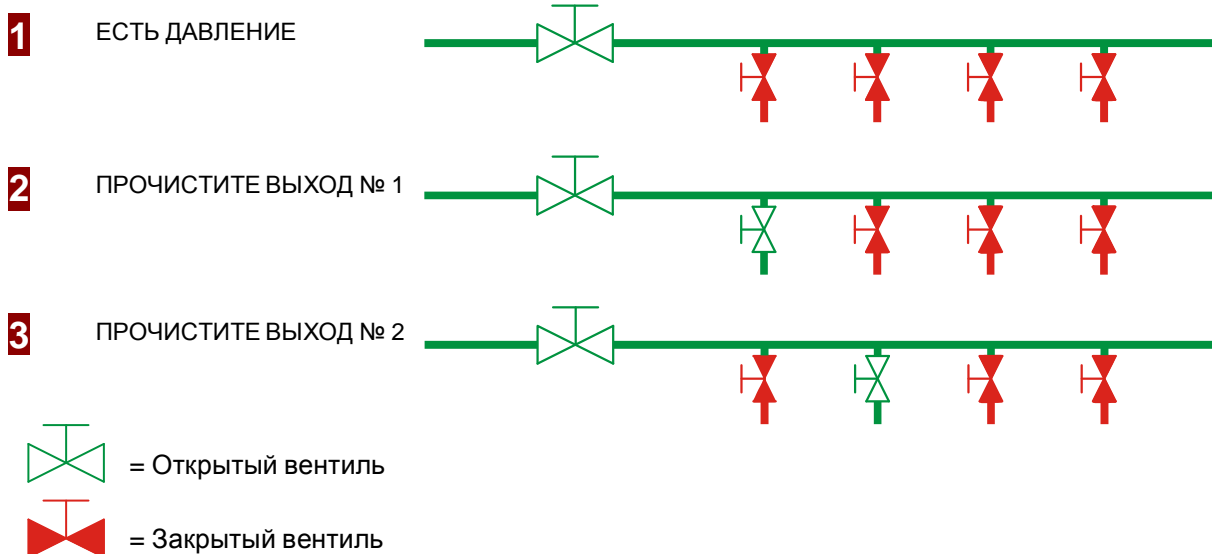 1 ЕСТЬ ДАВЛЕНИЕ
2 ПРОЧИСТИТЕ ВЫХОД № 1
3 ПРОЧИСТИТЕ ВЫХОД № 2
= Открытый вентиль
= Закрытый вентиль